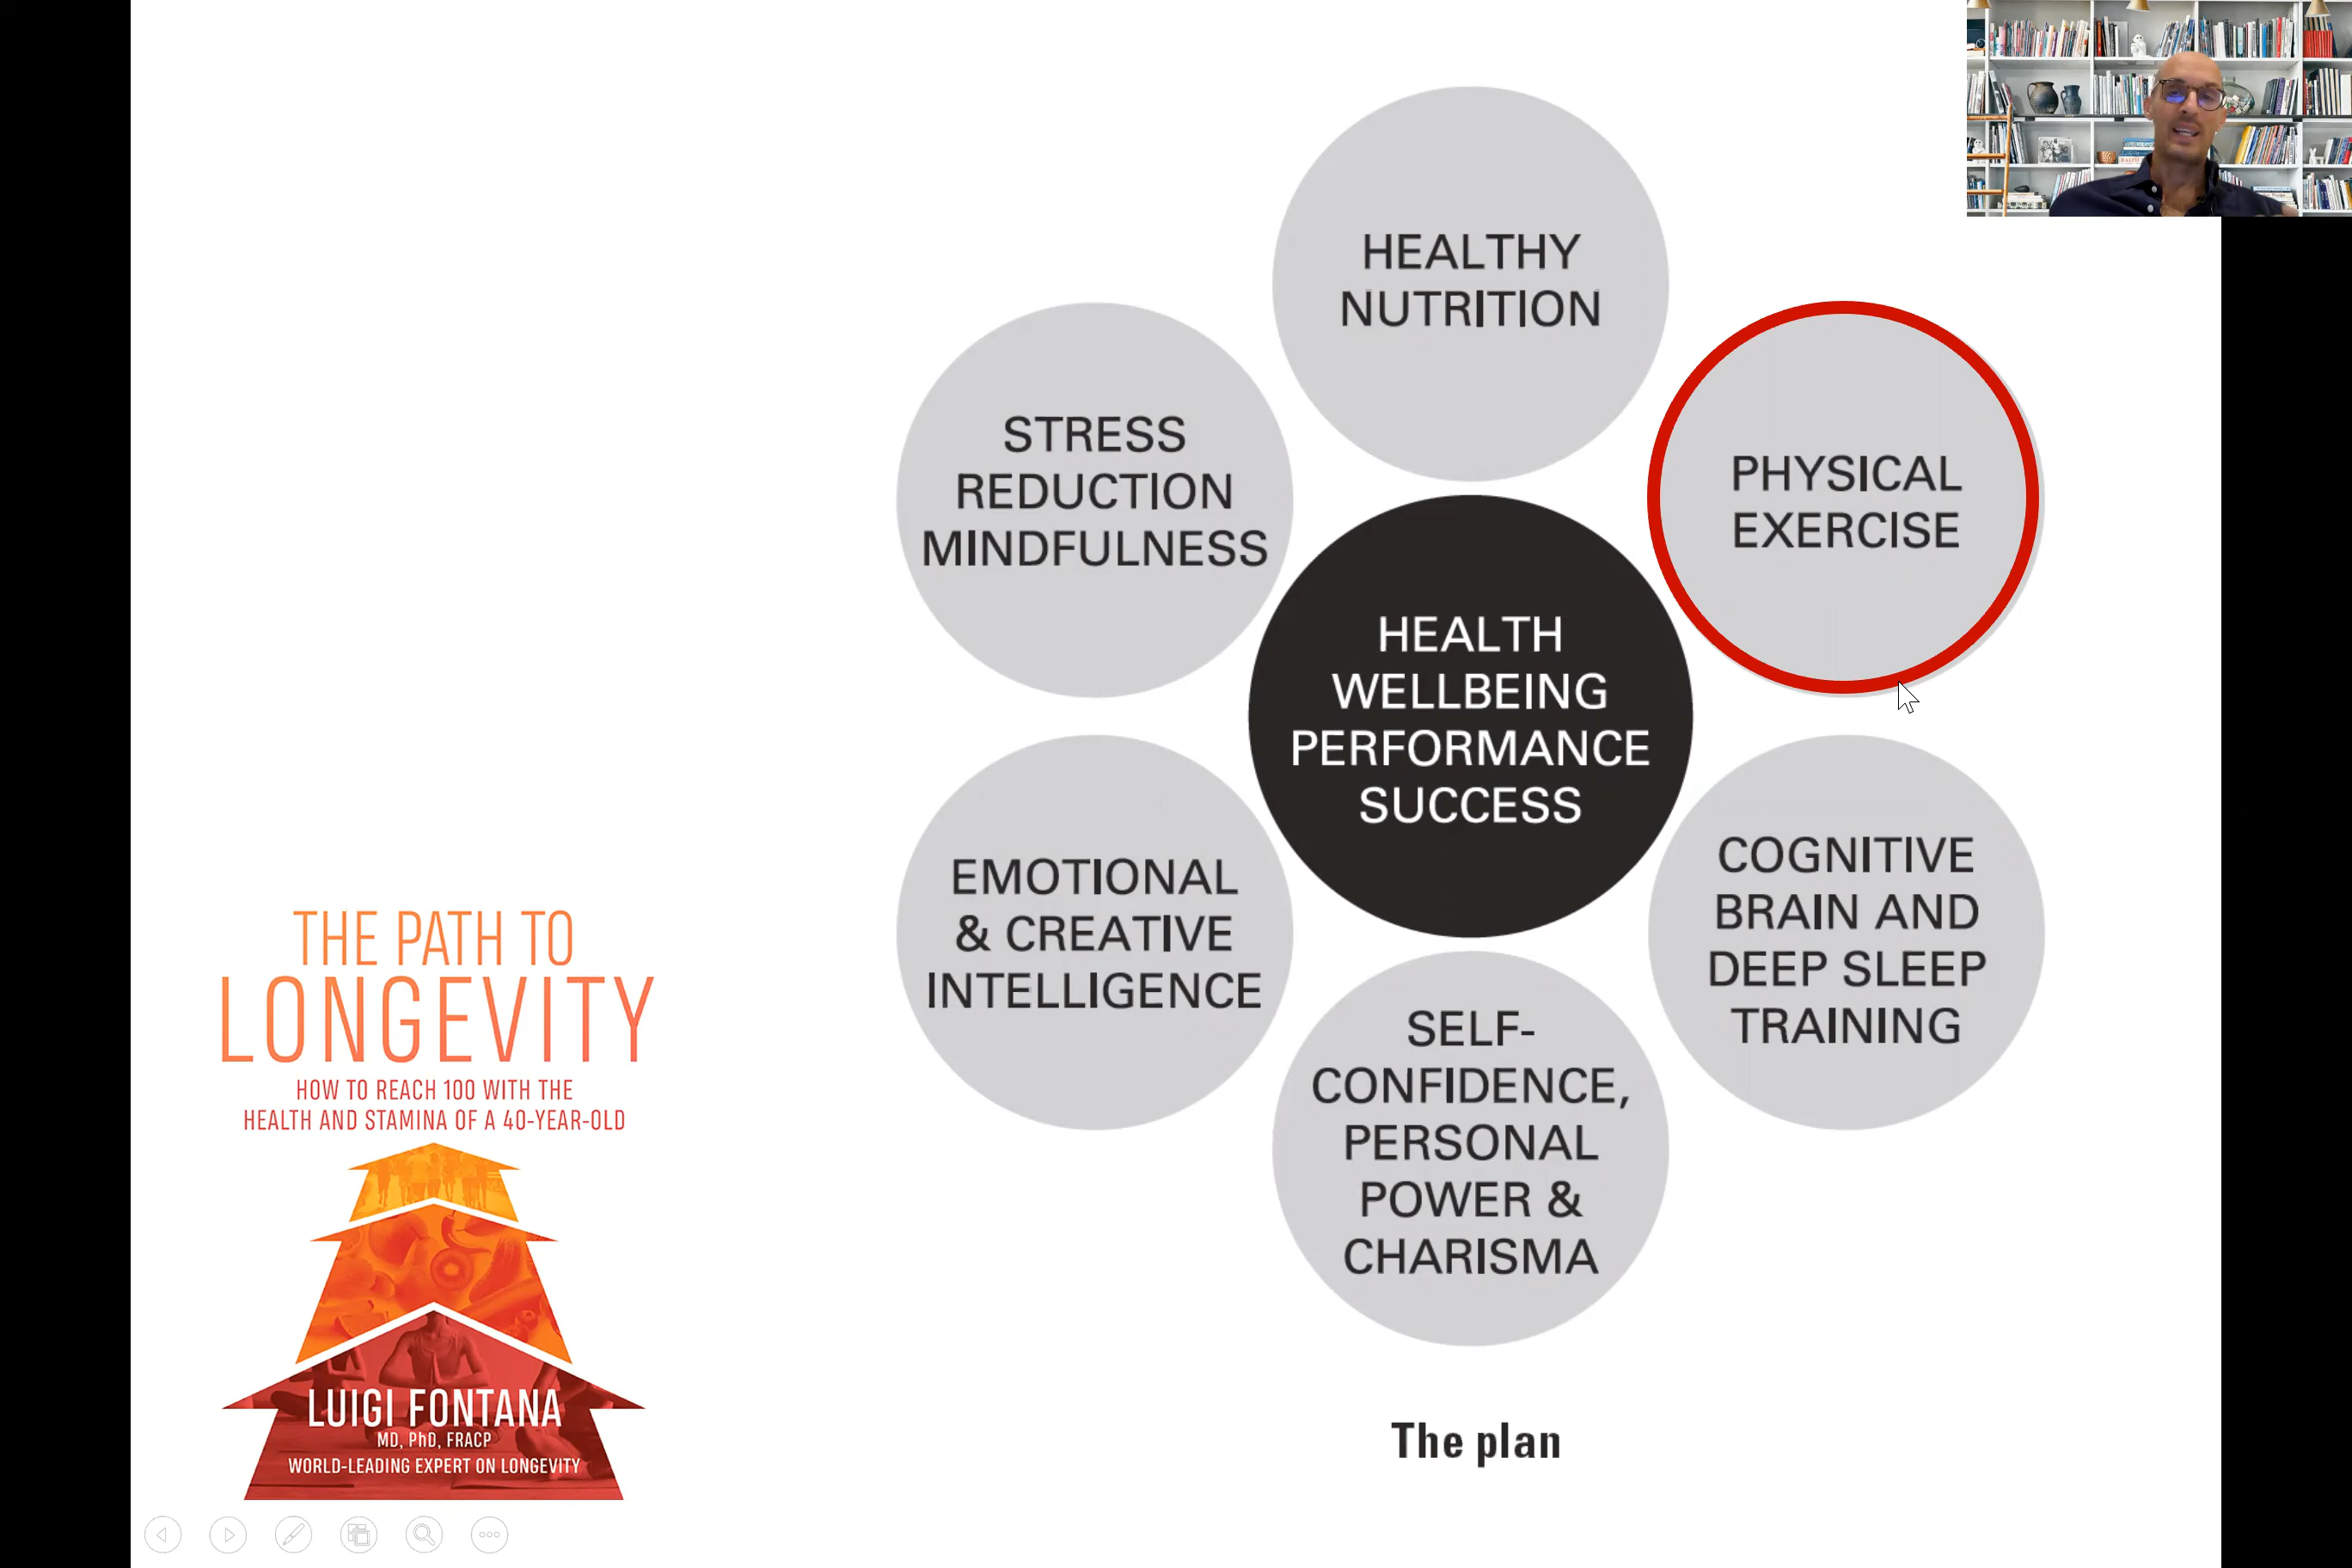 HEALTHY
NUTRITION
STRESS
REDUCTION
MINDFULNESS
PHYSICAL
EXERCISE
HEALTH
WELLBEING
PERFORMANCE
SUCCESS
EMOTIONAL
& CREATIVE
INTELLIGENCE
COGNITIVE
BRAIN AND
DEEP SLEEP
TRAINING
SELF-
CONFIDENCE,
PERSONAL
POWER &
CHARISMA
The plan
THE PATH TO
LONGEVITY
HOW TO REACH 100 WITH THE
HEALTH AND STAMINA OF A 40-YEAR-OLD
LUIGI FONTANA
MD, PhD, FRACP
WORLD-LEADING EXPERT ON LONGEVITY